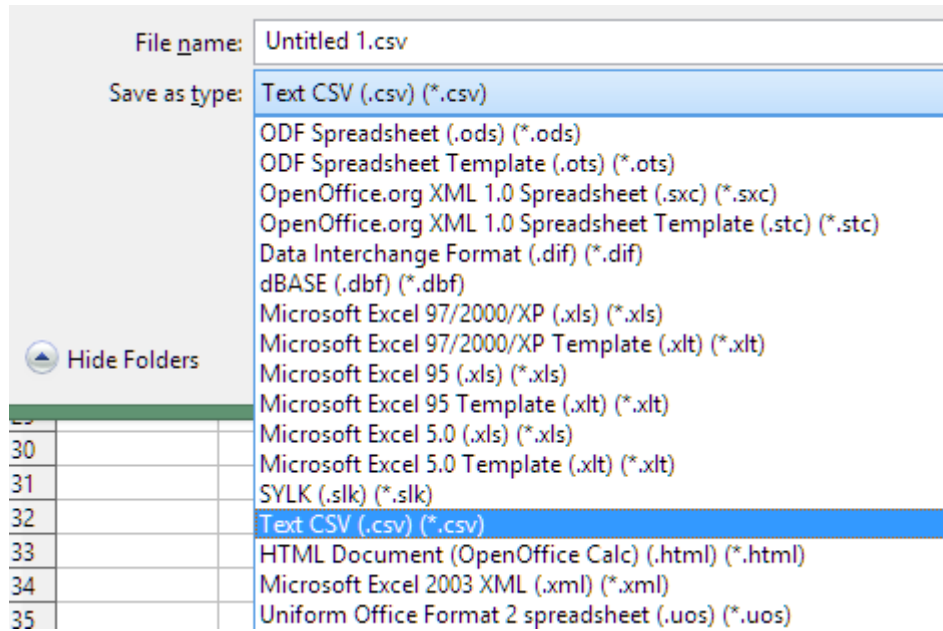 File name: Untitled 1.csv
Save as type: Text CSV (.csv) (*.csv)
ODF Spreadsheet (.ods) (*.ods)
ODF Spreadsheet Template (.ots) (*.ots)
OpenOffice.org XML 1.0 Spreadsheet (.sxc) (*.sxc)
OpenOffice.org XML 1.0 Spreadsheet Template (.stc) (*.stc)
Data Interchange Format (.dif) (*.dif)
dBASE (.dbf) (*.dbf)
Microsoft Excel 97/2000/XP (.xls) (*.xls)
Microsoft Excel 97/2000/XP Template (.xlt) (*.xlt)
Hide Folders
Microsoft Excel 95 (.xls) (*.xls)
Microsoft Excel 95 Template (.xlt) (*.xlt)
Microsoft Excel 5.0 (.xls) (*.xls)
30
Microsoft Excel 5.0 Template (.xlt) (*.xlt)
31
SYLK (.slk) (*.slk)
32
Text CSV (.csv) (*.csv)
33
HTML Document (OpenOffice Calc) (.html) (*.html)
34
Microsoft Excel 2003 XML (.xml) (*.xml)
35
Uniform Office Format 2 spreadsheet (.uos) (*.uos)